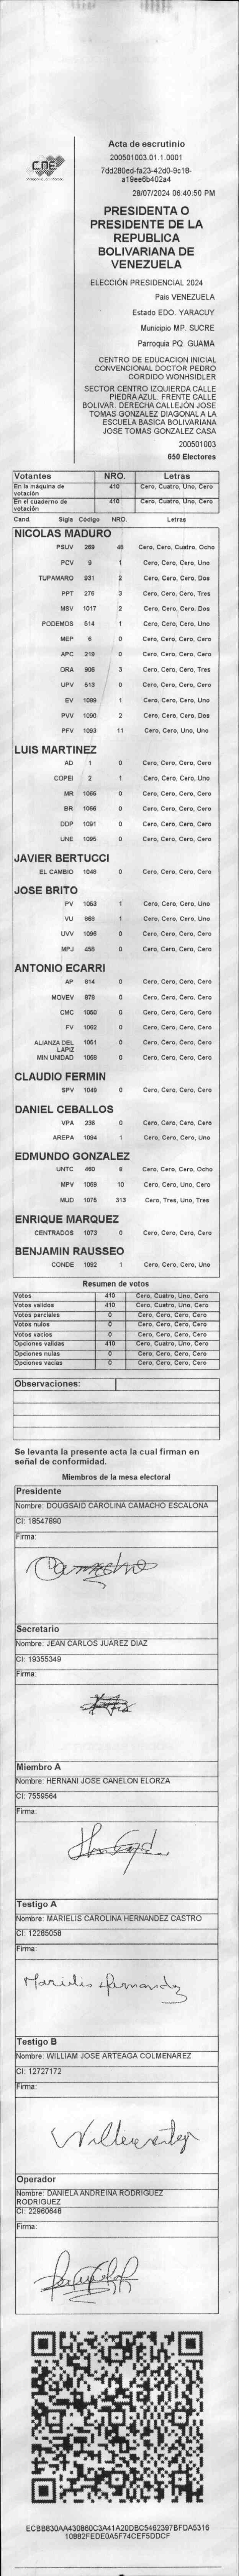 CNE
Acta de escrutinio
200501003.01.1.0001
7dd280ed-fa23-42d0-9c18-
a19ee6b402a4
28/07/2024 06:40:50 PM
PRESIDENTA O
PRESIDENTE DE LA
REPUBLICA
BOLIVARIANA DE
VENEZUELA
ELECCIÓN PRESIDENCIAL 2024
País VENEZUELA
Estado EDO. YARACUY
Municipio MP. SUCRE
Parroquia PQ. GUAMA
CENTRO DE EDUCACION INICIAL
CONVENCIONAL DOCTOR PEDRO
CORDIDO WONHSIDLER
SECTOR CENTRO IZQUIERDA CALLE
PIEDRA AZUL. FRENTE CALLE
BOLIVAR. DERECHA CALLEJÓN JOSE
TOMAS GONZALEZ DIAGONAL A LA
ESCUELA BASICA BOLIVARIANA
JOSE TOMAS GONZALEZ CASA
200501003
650 Electores
Votantes NRO. Letras
En la máquina de votación 410 Cero, Cuatro, Uno, Cero
En el cuaderno de votación 410 Cero, Cuatro, Uno, Cero
Cand. Sigla Código NRO. Letras
NICOLAS MADURO
PSUV 269 48 Cero, Cero, Cuatro, Ocho
PCV 9 1 Cero, Cero, Cero, Uno
TUPAMARO 931 2 Cero, Cero, Cero, Dos
PPT 276 3 Cero, Cero, Cero, Tres
MSV 1017 2 Cero, Cero, Cero, Dos
PODEMOS 514 1 Cero, Cero, Cero, Uno
MEP 6 0 Cero, Cero, Cero, Cero
APC 219 0 Cero, Cero, Cero, Cero
ORA 906 3 Cero, Cero, Cero, Tres
UPV 513 0 Cero, Cero, Cero, Cero
EV 1089 1 Cero, Cero, Cero, Uno
PVV 1090 2 Cero, Cero, Cero, Dos
PFV 1093 11 Cero, Cero, Uno, Uno
LUIS MARTINEZ
AD 1 0 Cero, Cero, Cero, Cero
COPEI 2 1 Cero, Cero, Cero, Uno
MR 1065 0 Cero, Cero, Cero, Cero
BR 1066 0 Cero, Cero, Cero, Cero
DDP 1091 0 Cero, Cero, Cero, Cero
UNE 1095 0 Cero, Cero, Cero, Cero
JAVIER BERTUCCI
EL CAMBIO 1048 0 Cero, Cero, Cero, Cero
JOSE BRITO
PV 1053 1 Cero, Cero, Cero, Uno
VU 868 1 Cero, Cero, Cero, Uno
UVV 1096 0 Cero, Cero, Cero, Cero
MPJ 458 0 Cero, Cero, Cero, Cero
ANTONIO ECARRI
AP 814 0 Cero, Cero, Cero, Cero
MOVEV 878 0 Cero, Cero, Cero, Cero
CMC 1050 0 Cero, Cero, Cero, Cero
FV 1062 0 Cero, Cero, Cero, Cero
ALIANZA DEL LAPIZ 1051 0 Cero, Cero, Cero, Cero
MIN UNIDAD 1068 0 Cero, Cero, Cero, Cero
CLAUDIO FERMIN
SPV 1049 0 Cero, Cero, Cero, Cero
DANIEL CEBALLOS
VPA 236 0 Cero, Cero, Cero, Cero
AREPA 1094 1 Cero, Cero, Cero, Uno
EDMUNDO GONZALEZ
UNTC 460 8 Cero, Cero, Cero, Ocho
MPV 1069 10 Cero, Cero, Uno, Cero
MUD 1076 313 Cero, Tres, Uno, Tres
ENRIQUE MARQUEZ
CENTRADOS 1073 0 Cero, Cero, Cero, Cero
BENJAMIN RAUSSEO
CONDE 1082 1 Cero, Cero, Cero, Uno
Resumen de votos
Votos 410 Cero, Cuatro, Uno, Cero
Votos validos 410 Cero, Cuatro, Uno, Cero
Votos parciales 0 Cero, Cero, Cero, Cero
Votos nulos 0 Cero, Cero, Cero, Cero
Votos vacios 0 Cero, Cero, Cero, Cero
Opciones validas 410 Cero, Cuatro, Uno, Cero
Opciones nulas 0 Cero, Cero, Cero, Cero
Opciones vacias 0 Cero, Cero, Cero, Cero
Observaciones:
Se levanta la presente acta la cual firman en
señal de conformidad.
Miembros de la mesa electoral
Presidente
Nombre: DOUGSAID CAROLINA CAMACHO ESCALONA
CI: 18547890
Firma:
Camacho
Secretario
Nombre: JEAN CARLOS JUAREZ DIAZ
CI: 19355349
Firma:
Miembro A
Nombre: HERNANI JOSE CANELON ELORZA
CI: 7559564
Firma:
Testigo A
Nombre: MARIELIS CAROLINA HERNANDEZ CASTRO
CI: 12285058
Firma:
Marielis Hernandez
Testigo B
Nombre: WILLIAM JOSE ARTEAGA COLMENAREZ
CI: 12727172
Firma:
Operador
Nombre: DANIELA ANDREINA RODRIGUEZ
RODRIGUEZ
CI: 22960648
Firma:
ECBB830AA430860C3A41A20DBC5462397BFDA5316
10982FEDE0A5F74CEF5DDCF